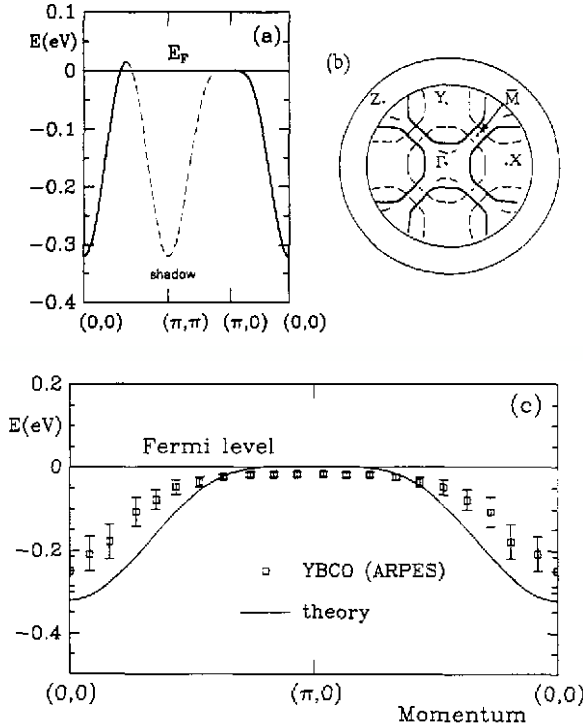 0.1
E(eV)
(a)
E_F
0
−0.1
−0.2
−0.3
shadow
−0.4
(0,0) (π,π) (π,0) (0,0)
(b)
Z. Y. M̄
Γ .X
0.2
(c)
E(eV)
Fermi level
0
−0.2
YBCO (ARPES)
theory
−0.4
(0,0) (π,0) (0,0)
Momentum